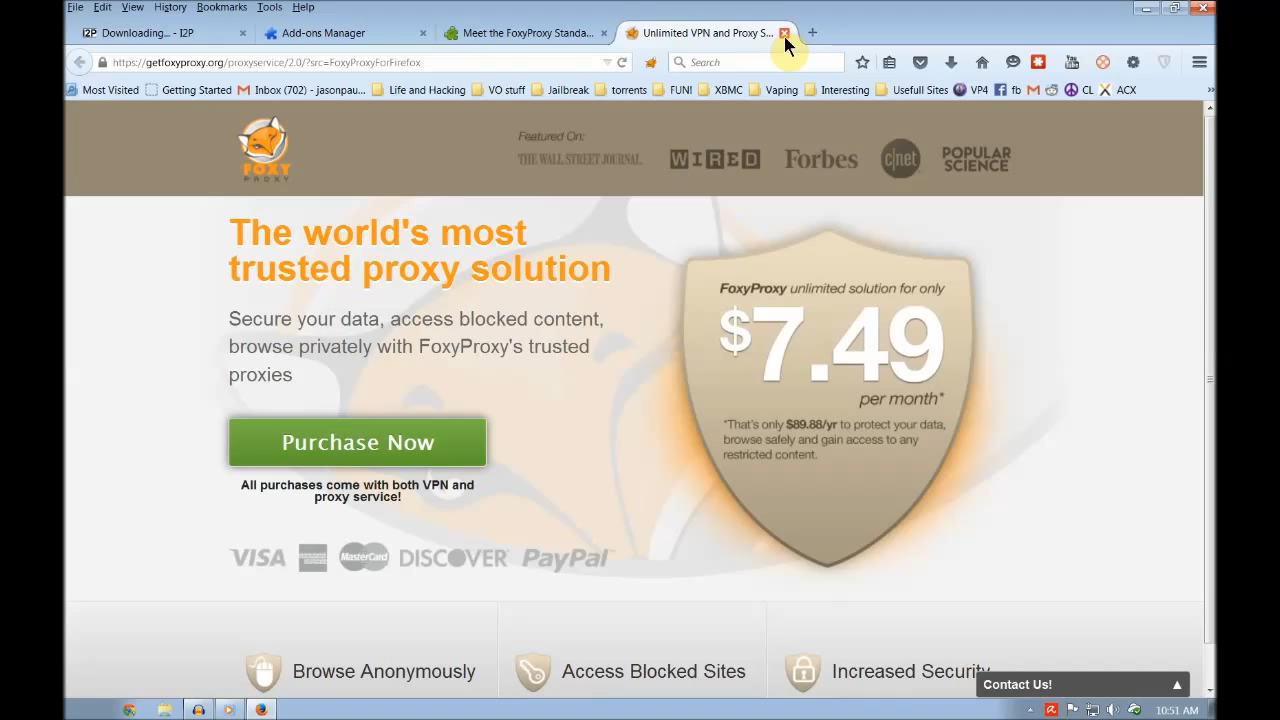 File Edit View History Bookmarks Tools Help
Downloading... - I2P
Add-ons Manager
Meet the FoxyProxy Standa...
Unlimited VPN and Proxy S...
https://getfoxyproxy.org/proxyservice/2.0/?src=FoxyProxyForFirefox
Search
Most Visited Getting Started Inbox (702) - jasonpau... Life and Hacking VO stuff Jailbreak torrents FUNI XBMC Vaping Interesting Usefull Sites VP4 fb CL ACX
FOXY
PROXY
Featured On:
THE WALL STREET JOURNAL.
WIRED
Forbes
c|net
POPULAR
SCIENCE
The world's most
trusted proxy solution
Secure your data, access blocked content,
browse privately with FoxyProxy's trusted
proxies
Purchase Now
All purchases come with both VPN and
proxy service!
VISA
MasterCard
DISCOVER
PayPal
FoxyProxy unlimited solution for only
$7.49
per month*
*That's only $89.88/yr to protect your data,
browse safely and gain access to any
restricted content.
Browse Anonymously
Access Blocked Sites
Increased Security
Contact Us!
10:51 AM